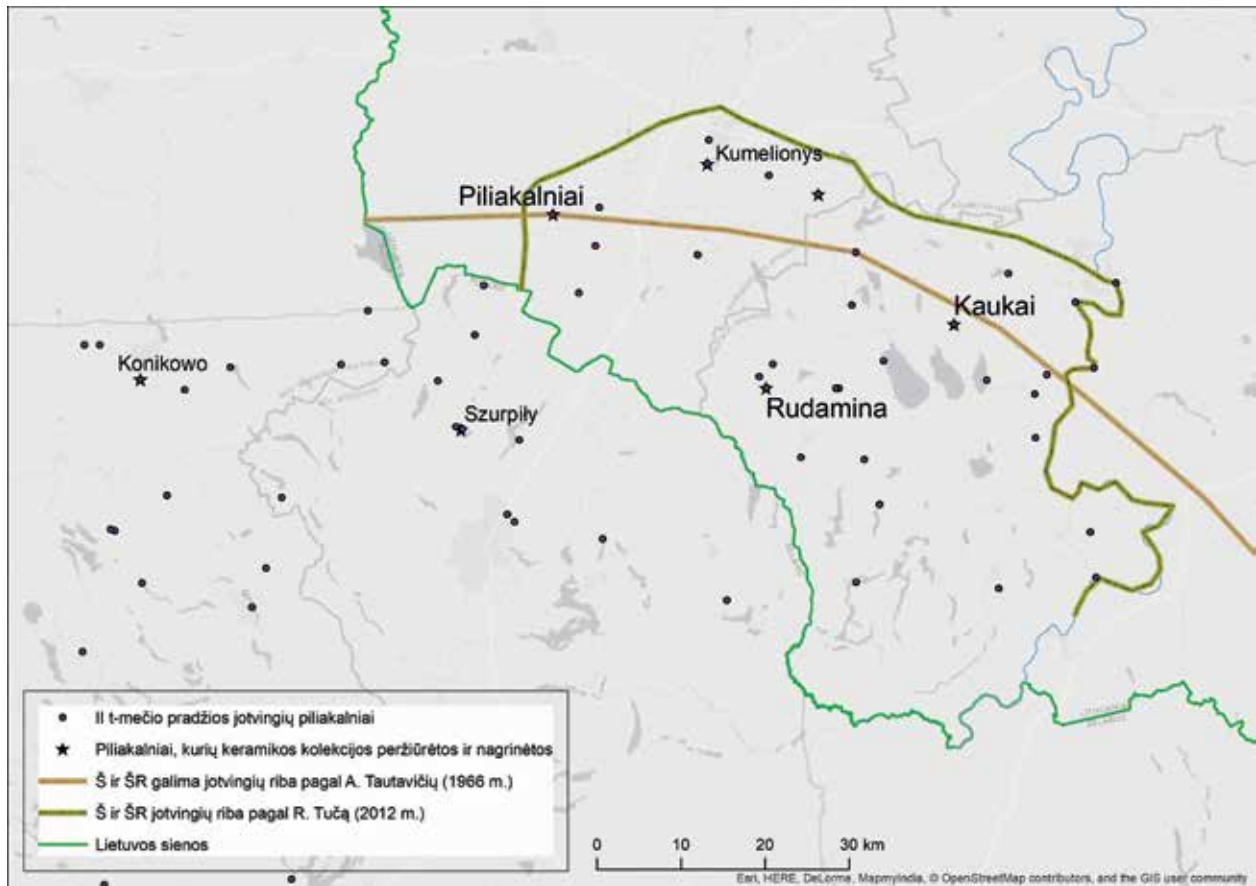 Kumelionys
Piliakalniai
Kaukai
Konikowo
Rudamina
Szurpiły
II t-mečio pradžios jotvingių piliakalniai
Piliakalniai, kurių keramikos kolekcijos peržiūrėtos ir nagrinėtos
Š ir ŠR galima jotvingių riba pagal A. Tautavičių (1966 m.)
Š ir ŠR jotvingių riba pagal R. Tučą (2012 m.)
Lietuvos sienos
0 10 20 30 km
Esri, HERE, DeLorme, MapmyIndia, © OpenStreetMap contributors, and the GIS user community